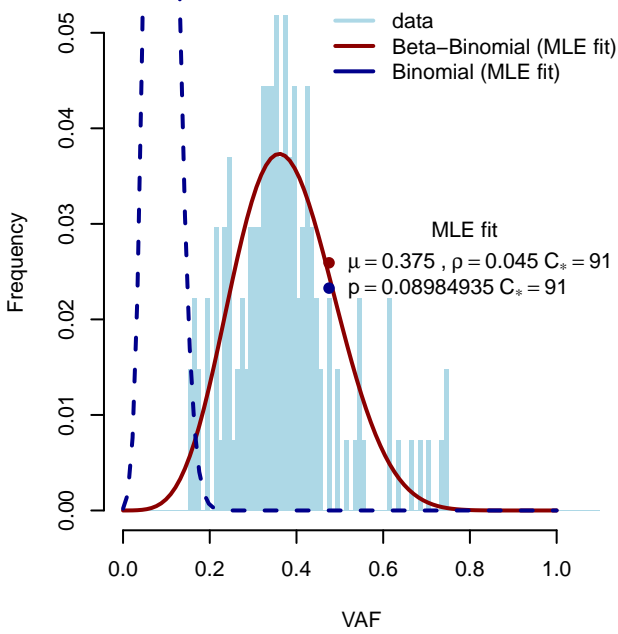 data
Beta−Binomial (MLE fit)
Binomial (MLE fit)
MLE fit
μ = 0.375 , ρ = 0.045 C* = 91
p = 0.08984935 C* = 91
Frequency
0.05
0.04
0.03
0.02
0.01
0.00
0.0 0.2 0.4 0.6 0.8 1.0
VAF